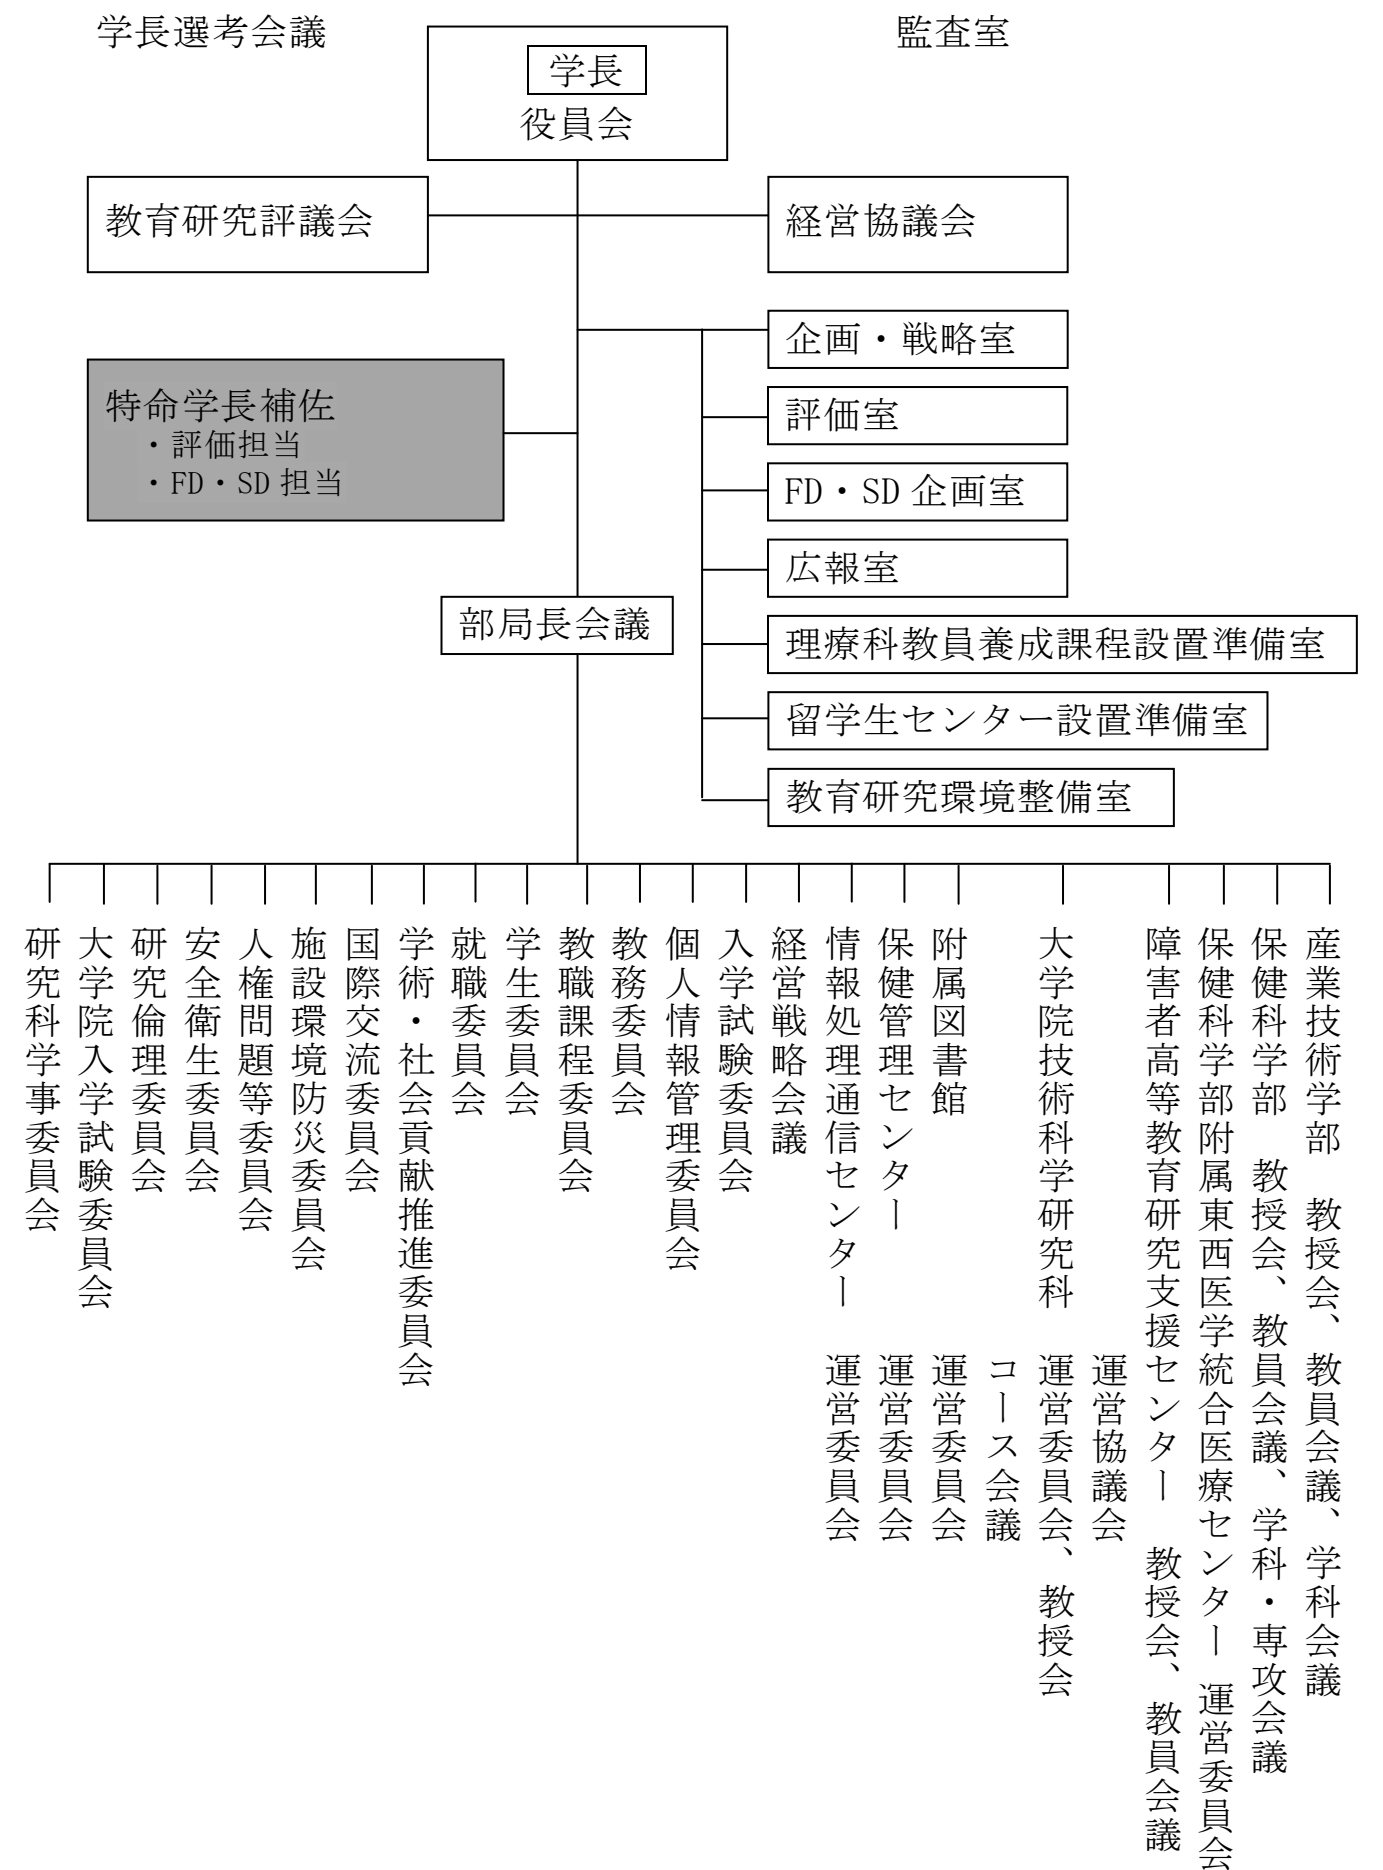 学長選考会議
監査室
学長
役員会
教育研究評議会
経営協議会
企画・戦略室
特命学長補佐
・評価担当
・FD・SD担当
評価室
FD・SD企画室
広報室
部局長会議
理療科教員養成課程設置準備室
留学生センター設置準備室
教育研究環境整備室
産業技術学部　教授会、教員会議、学科会議
保健科学部　教授会、教員会議、学科・専攻会議
保健科学部附属東西医学統合医療センター　運営委員会
障害者高等教育研究支援センター　教授会、教員会議
運営協議会
大学院技術科学研究科　運営委員会、教授会
コース会議
附属図書館　運営委員会
保健管理センター　運営委員会
情報処理通信センター　運営委員会
経営戦略会議
入学試験委員会
個人情報管理委員会
教務委員会
教職課程委員会
学生委員会
就職委員会
学術・社会貢献推進委員会
国際交流委員会
施設環境防災委員会
人権問題等委員会
安全衛生委員会
研究倫理委員会
大学院入学試験委員会
研究科学事委員会